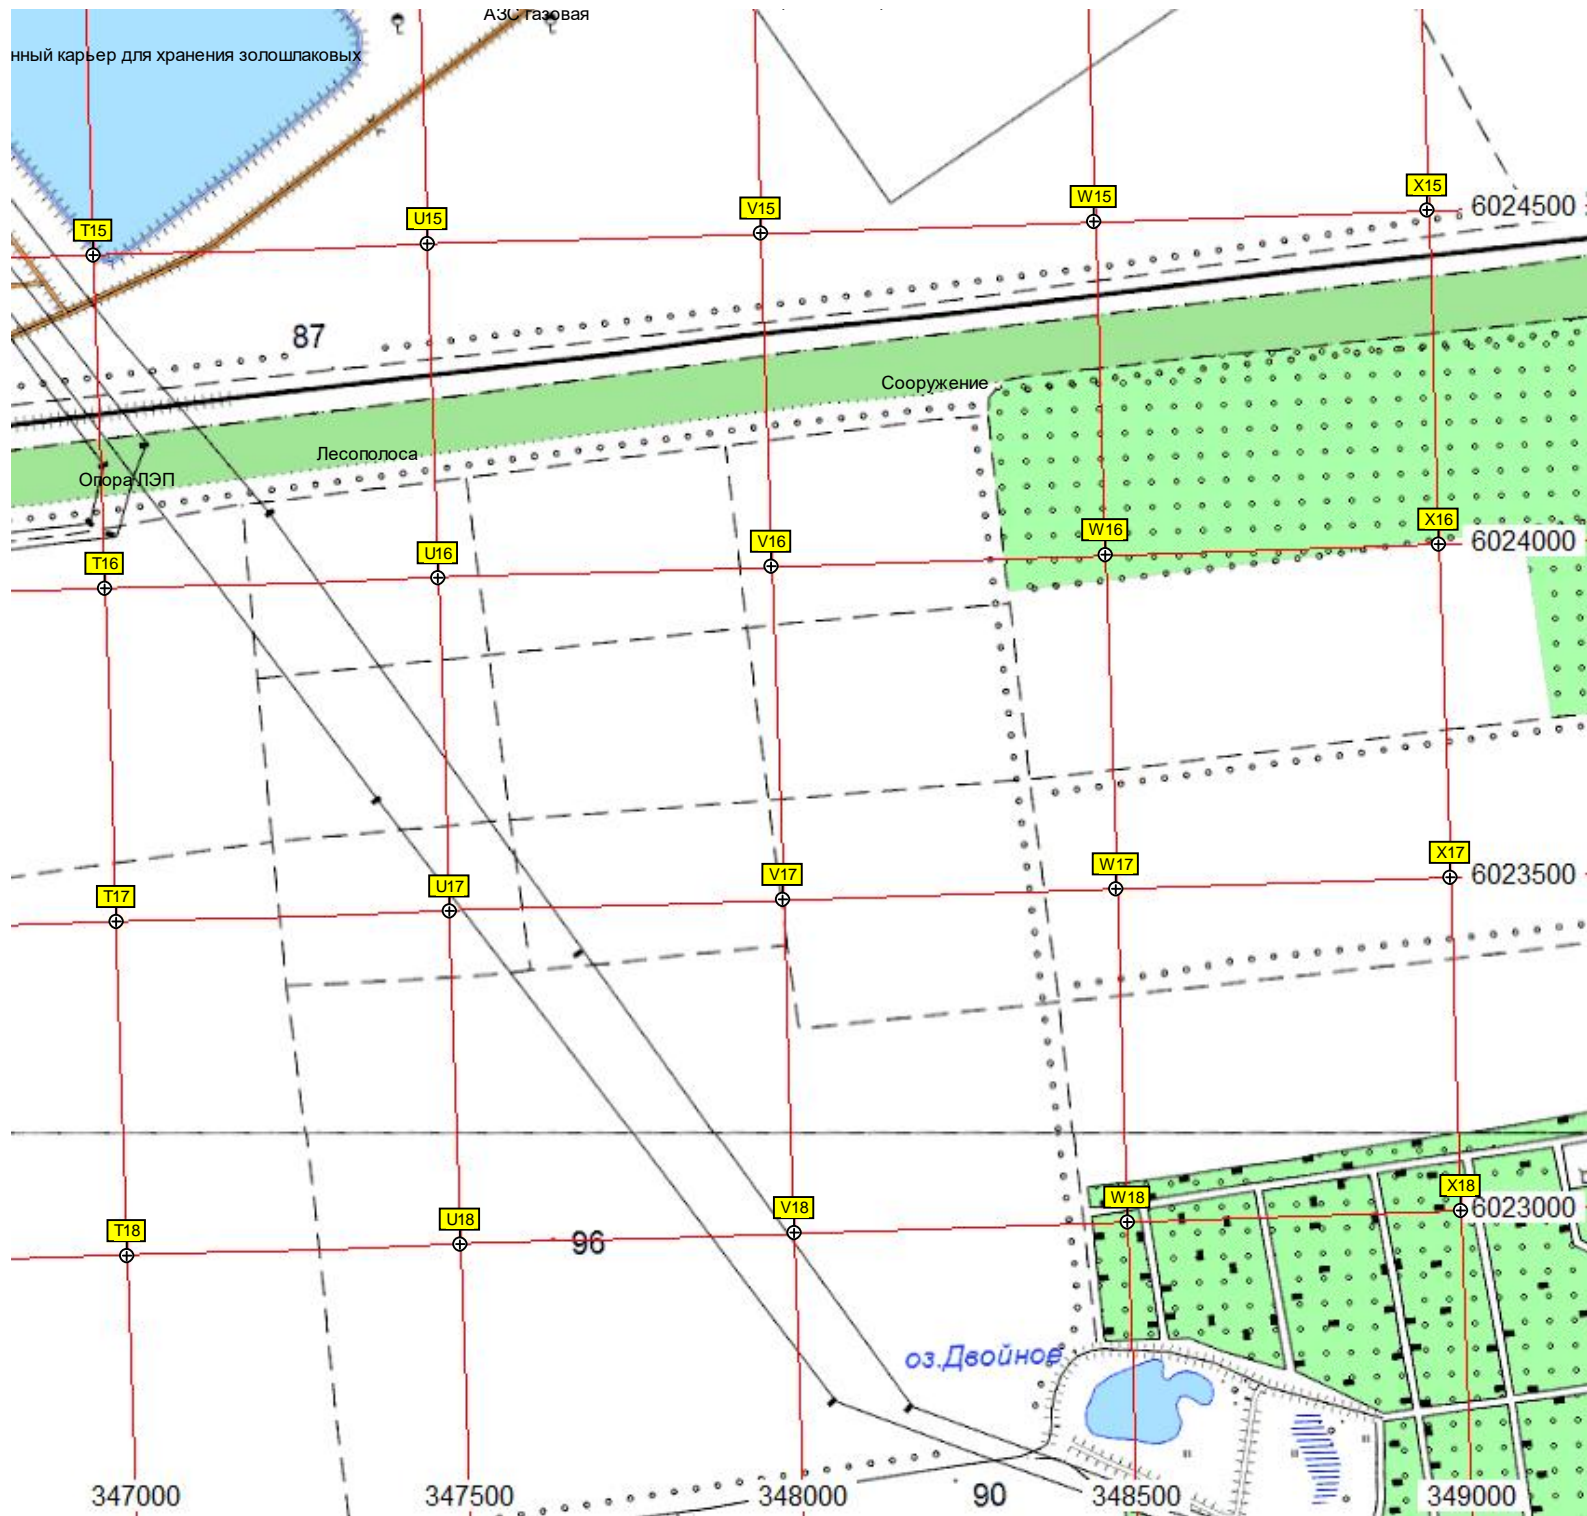 АЗС газовая
нный карьер для хранения золошлаковых
T15
U15
V15
W15
X15
6024500
87
Сооружение
Лесополоса
Опора ЛЭП
T16
U16
V16
W16
X16
6024000
T17
U17
V17
W17
X17
6023500
T18
U18
V18
W18
X18
6023000
96
оз.Двойное
347000
347500
348000
90
348500
349000